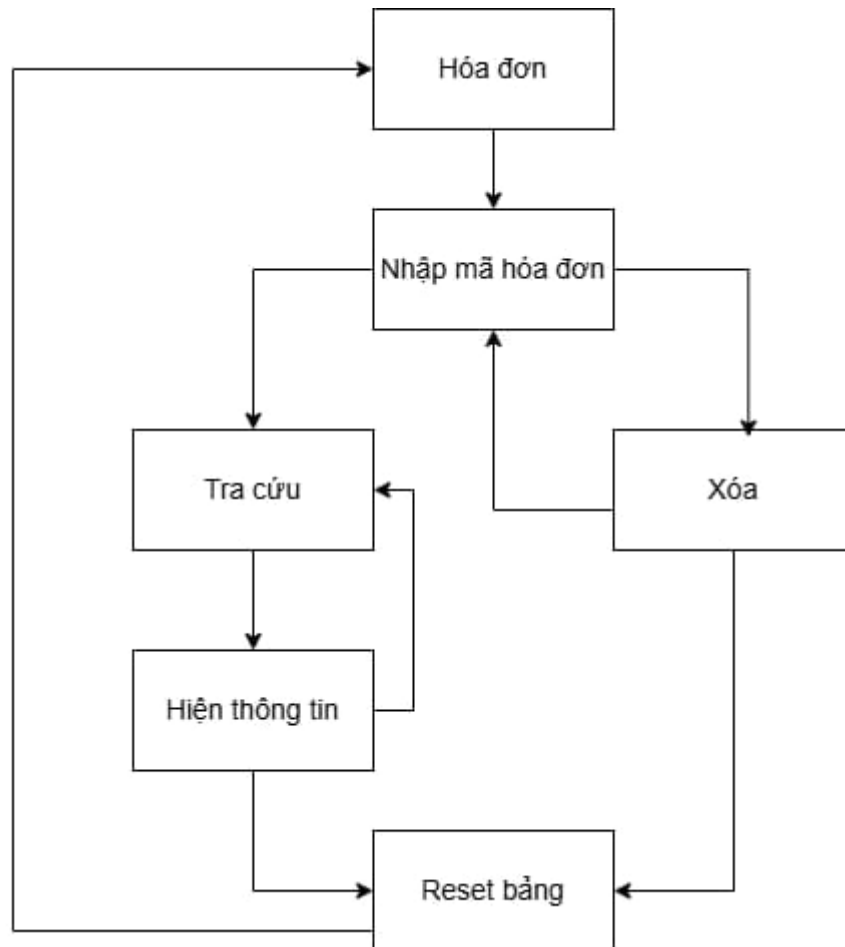 Hóa đơn
Nhập mã hóa đơn
Tra cứu
Xóa
Hiện thông tin
Reset bảng